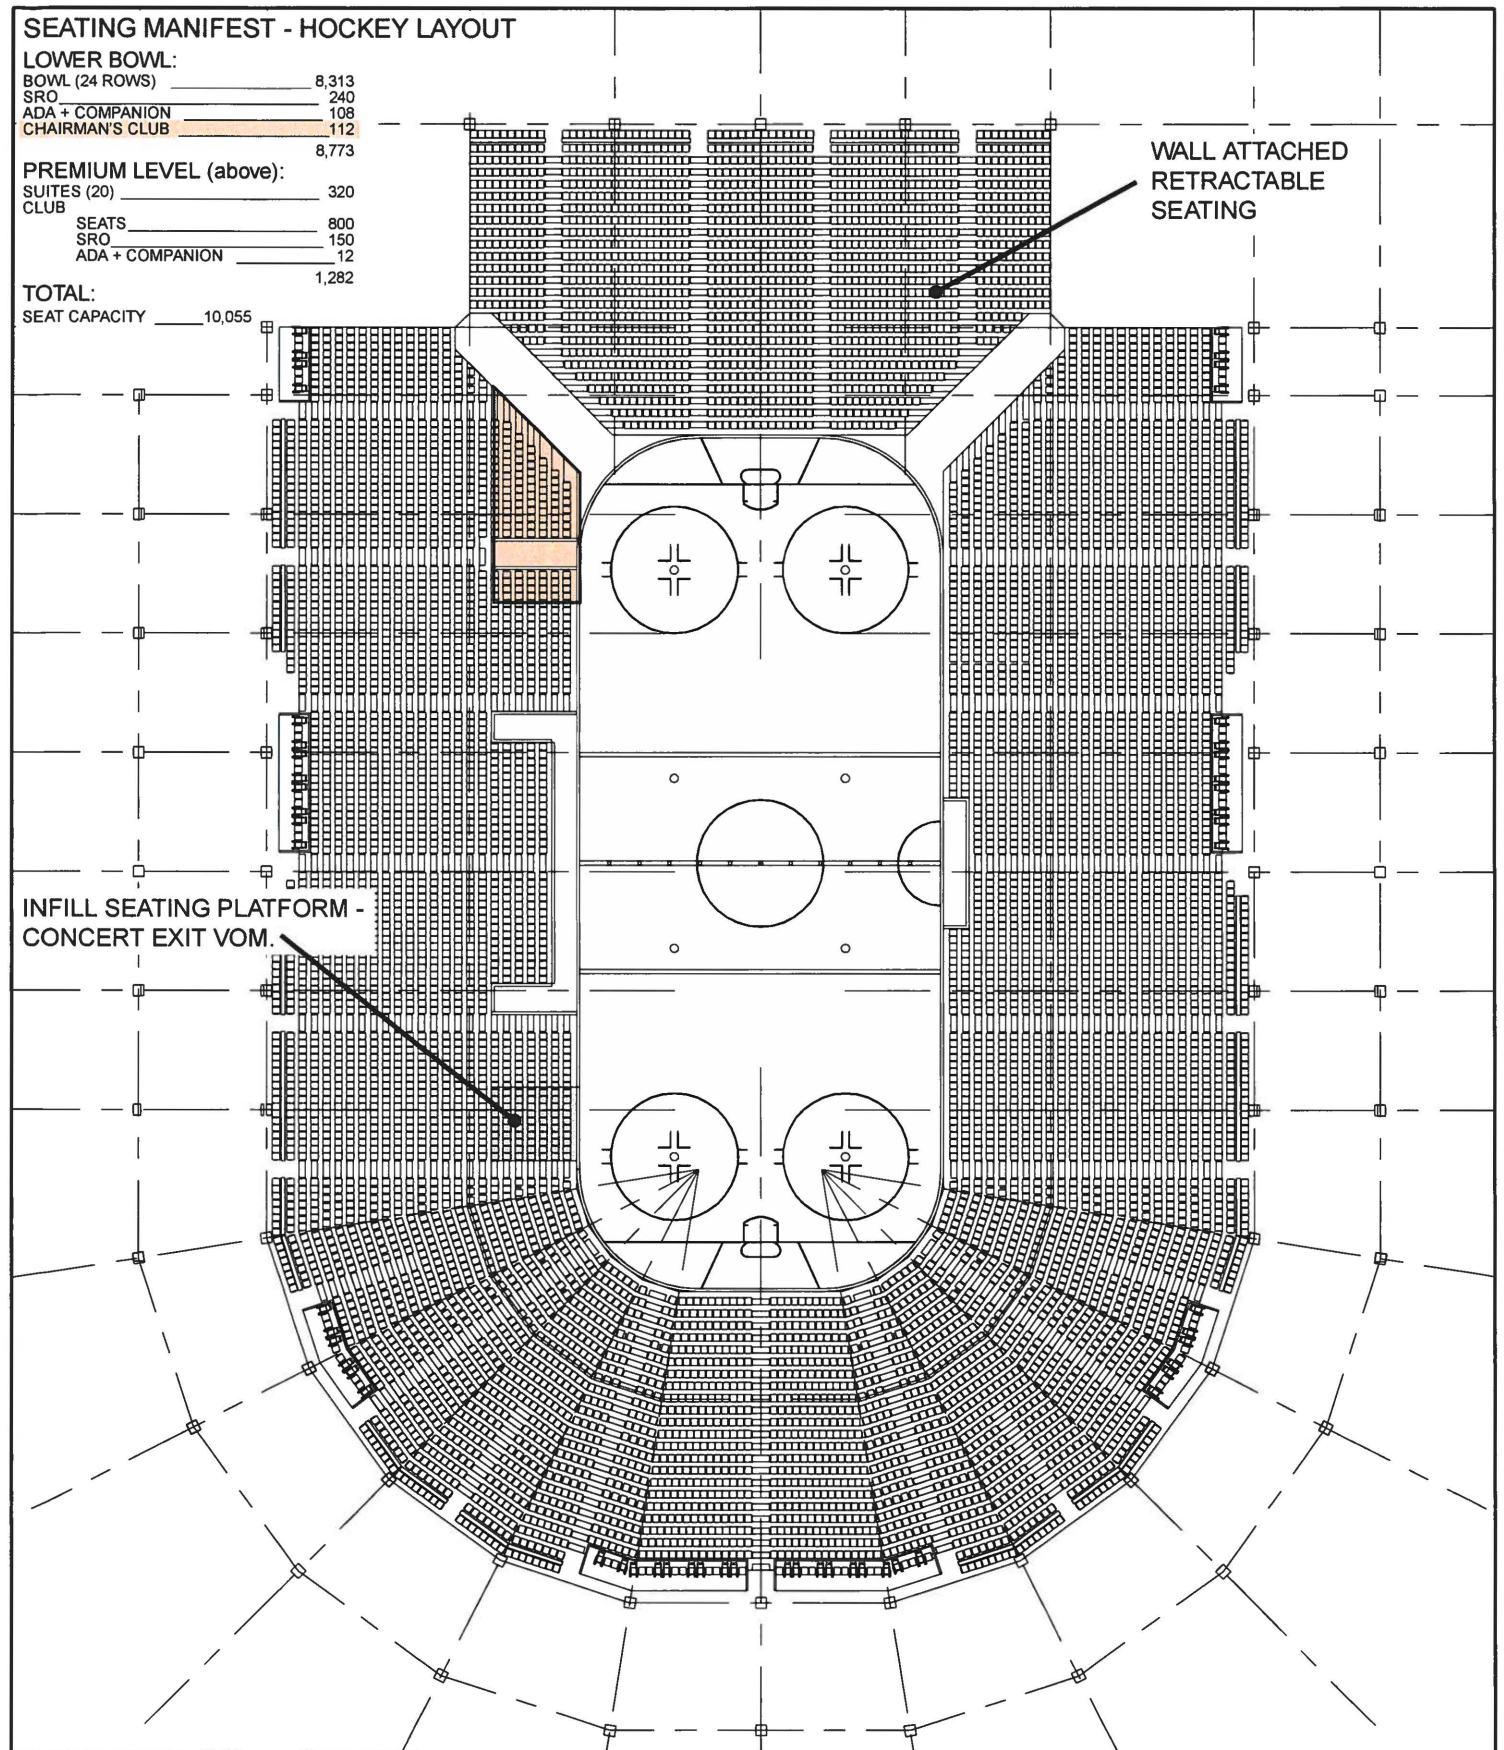 SEATING MANIFEST - HOCKEY LAYOUT
LOWER BOWL:
BOWL (24 ROWS) 8,313
SRO 240
ADA + COMPANION 108
CHAIRMAN'S CLUB 112
8,773
PREMIUM LEVEL (above):
SUITES (20) 320
CLUB
SEATS 800
SRO 150
ADA + COMPANION 12
1,282
TOTAL:
SEAT CAPACITY 10,055
WALL ATTACHED
RETRACTABLE
SEATING
INFILL SEATING PLATFORM -
CONCERT EXIT VOM.